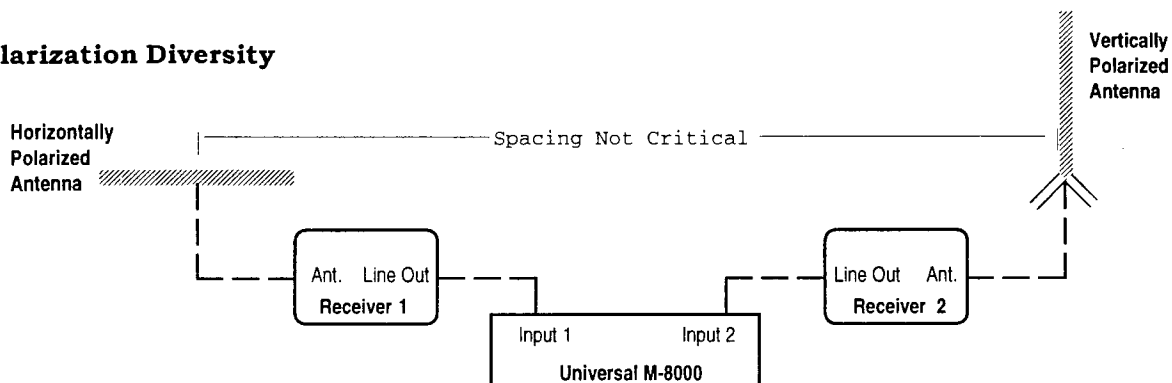 larization Diversity
Vertically
Polarized
Antenna
Horizontally
Polarized
Antenna
Spacing Not Critical
Ant. Line Out
Receiver 1
Line Out Ant.
Receiver 2
Input 1 Input 2
Universal M-8000